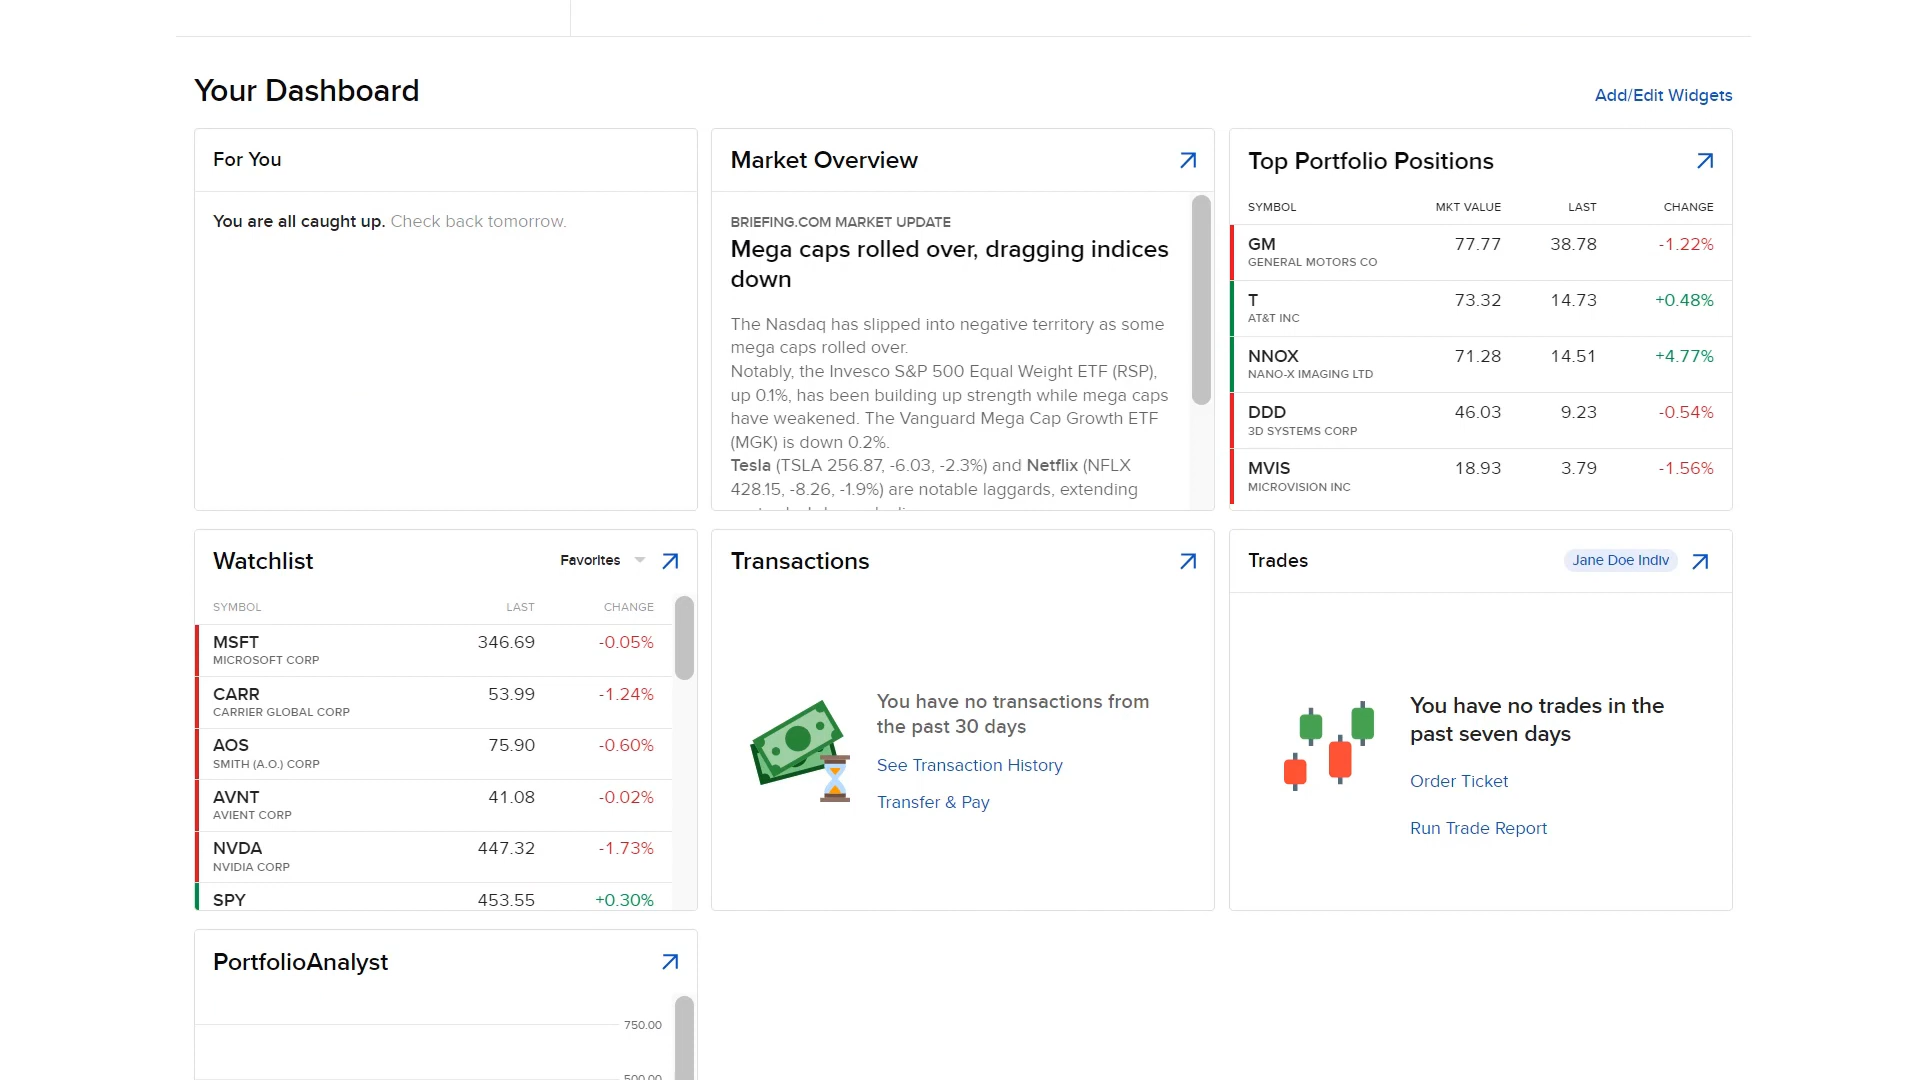 Your Dashboard
Add/Edit Widgets
For You
You are all caught up. Check back tomorrow.
Market Overview
BRIEFING.COM MARKET UPDATE
Mega caps rolled over, dragging indices
down
The Nasdaq has slipped into negative territory as some
mega caps rolled over.
Notably, the Invesco S&P 500 Equal Weight ETF (RSP),
up 0.1%, has been building up strength while mega caps
have weakened. The Vanguard Mega Cap Growth ETF
(MGK) is down 0.2%.
Tesla (TSLA 256.87, -6.03, -2.3%) and Netflix (NFLX
428.15, -8.26, -1.9%) are notable laggards, extending
Top Portfolio Positions
SYMBOL MKT VALUE LAST CHANGE
GM 77.77 38.78 -1.22%
GENERAL MOTORS CO
T 73.32 14.73 +0.48%
AT&T INC
NNOX 71.28 14.51 +4.77%
NANO-X IMAGING LTD
DDD 46.03 9.23 -0.54%
3D SYSTEMS CORP
MVIS 18.93 3.79 -1.56%
MICROVISION INC
Watchlist Favorites
SYMBOL LAST CHANGE
MSFT 346.69 -0.05%
MICROSOFT CORP
CARR 53.99 -1.24%
CARRIER GLOBAL CORP
AOS 75.90 -0.60%
SMITH (A.O.) CORP
AVNT 41.08 -0.02%
AVIENT CORP
NVDA 447.32 -1.73%
NVIDIA CORP
SPY 453.55 +0.30%
Transactions
You have no transactions from
the past 30 days
See Transaction History
Transfer & Pay
Trades Jane Doe Indiv
You have no trades in the
past seven days
Order Ticket
Run Trade Report
PortfolioAnalyst
750.00
500.00